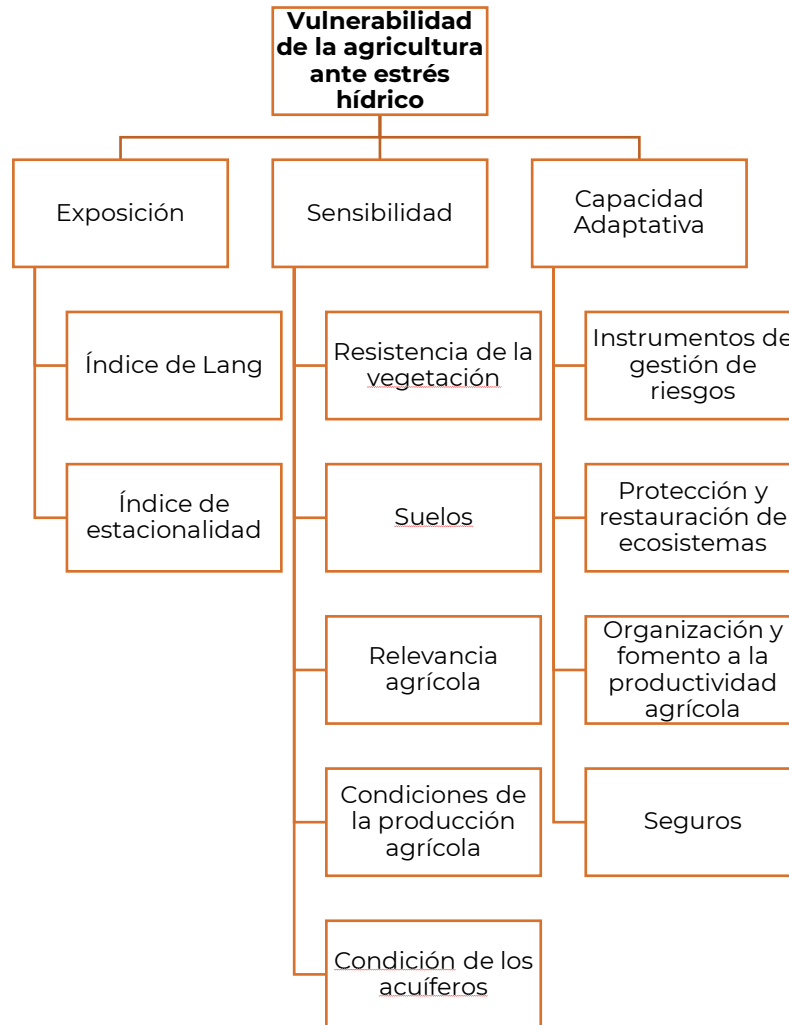 Vulnerabilidad
de la agricultura
ante estrés
hídrico
Exposición
Sensibilidad
Capacidad
Adaptativa
Índice de Lang
Índice de
estacionalidad
Resistencia de la
vegetación
Suelos
Relevancia
agrícola
Condiciones de
la producción
agrícola
Condición de los
acuíferos
Instrumentos de
gestión de
riesgos
Protección y
restauración de
ecosistemas
Organización y
fomento a la
productividad
agrícola
Seguros